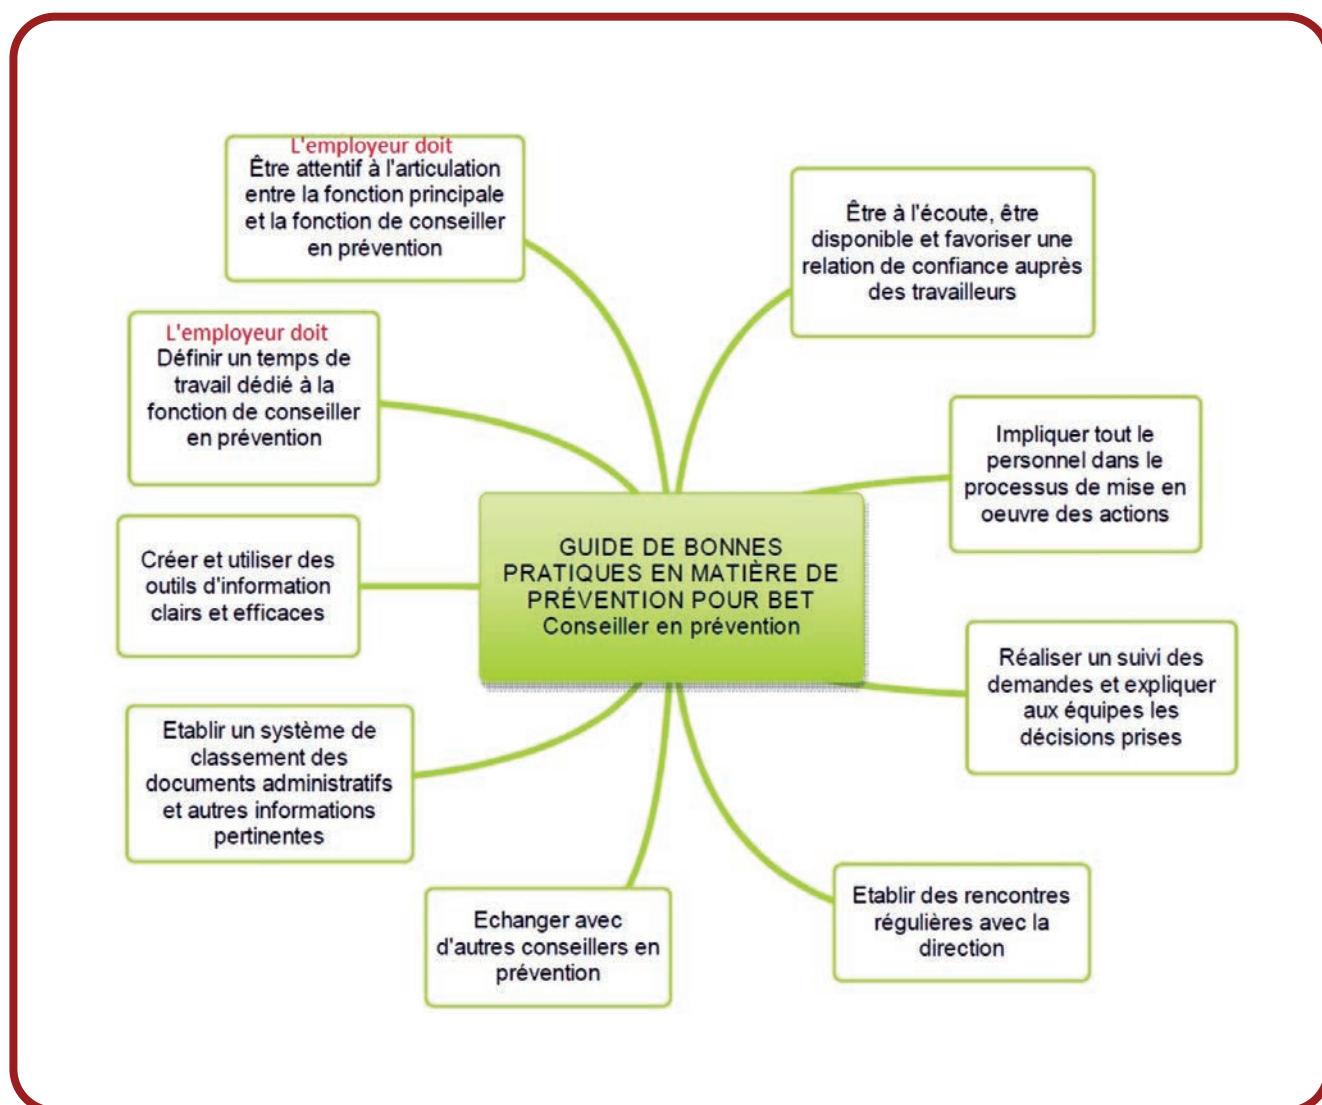 L'employeur doit
Être attentif à l'articulation
entre la fonction principale
et la fonction de conseiller
en prévention
Être à l'écoute, être
disponible et favoriser une
relation de confiance auprès
des travailleurs
L'employeur doit
Définir un temps de
travail dédié à la
fonction de conseiller
en prévention
Impliquer tout le
personnel dans le
processus de mise en
oeuvre des actions
Créer et utiliser des
outils d'information
clairs et efficaces
GUIDE DE BONNES
PRATIQUES EN MATIÈRE DE
PRÉVENTION POUR BET
Conseiller en prévention
Réaliser un suivi des
demandes et expliquer
aux équipes les
décisions prises
Etablir un système de
classement des
documents administratifs
et autres informations
pertinentes
Echanger avec
d'autres conseillers en
prévention
Etablir des rencontres
régulières avec la
direction